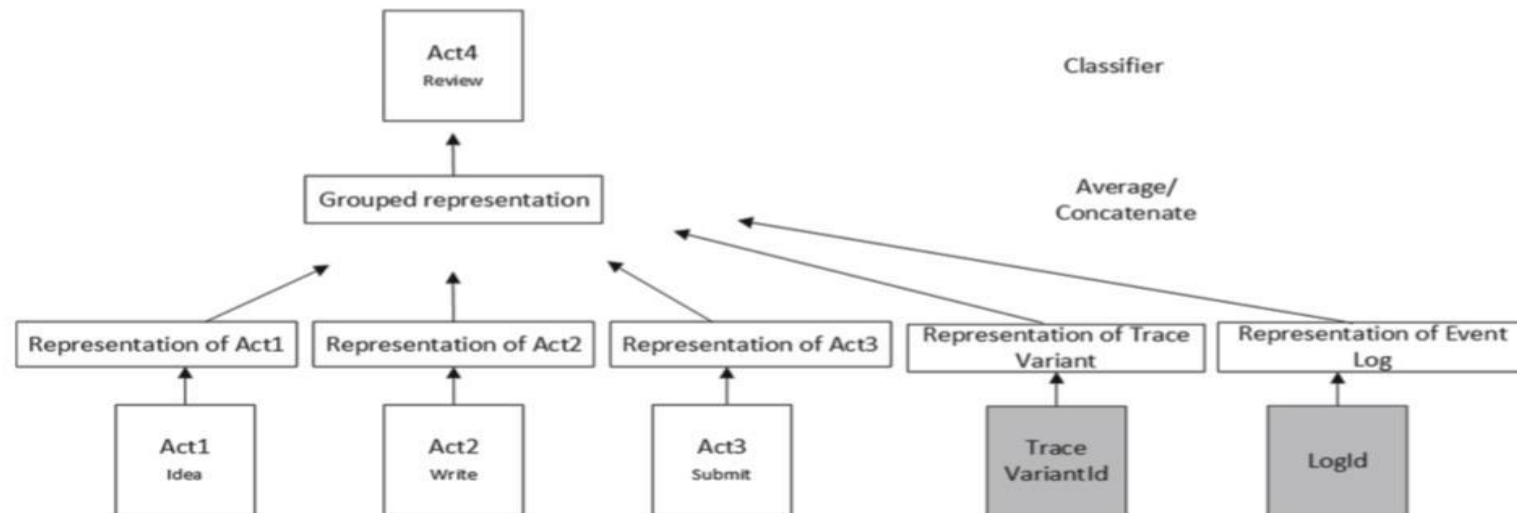 Act4
Review
Classifier
Grouped representation
Average/
Concatenate
Representation of Act1
Representation of Act2
Representation of Act3
Representation of Trace
Variant
Representation of Event
Log
Act1
Idea
Act2
Write
Act3
Submit
Trace
VariantId
LogId